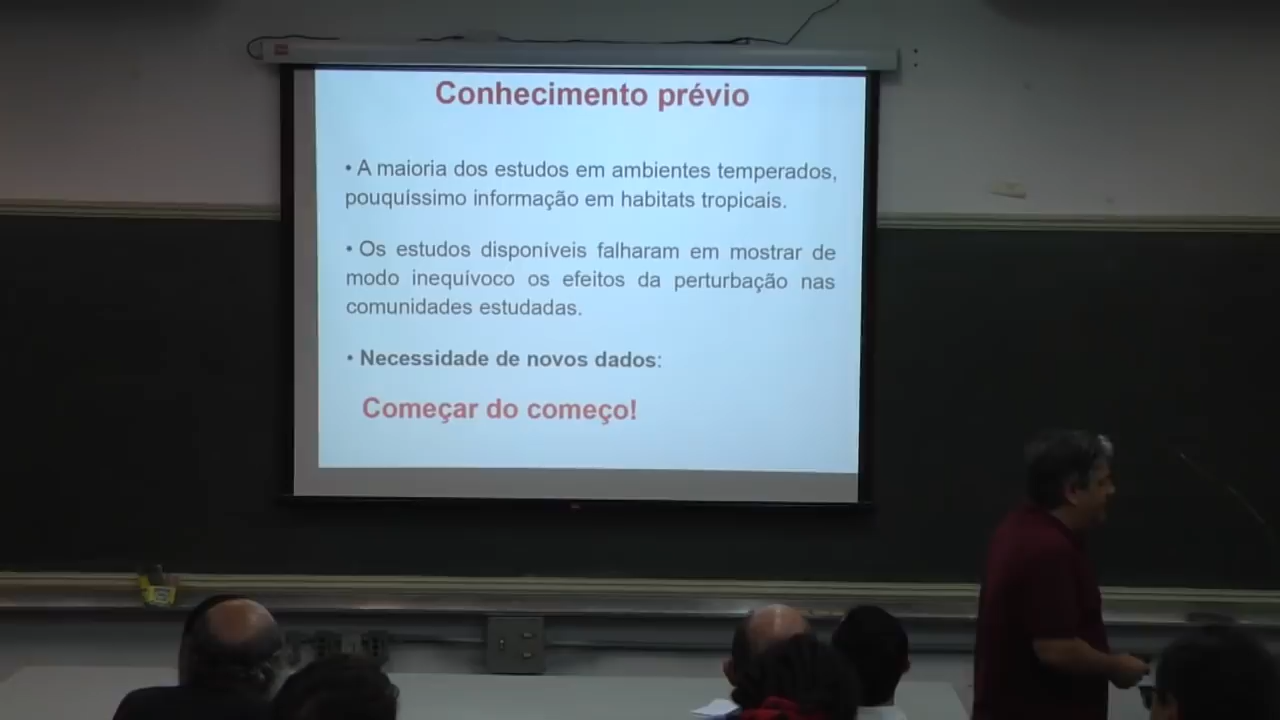 Conhecimento prévio
• A maioria dos estudos em ambientes temperados,
pouquíssimo informação em habitats tropicais.
• Os estudos disponíveis falharam em mostrar de
modo inequívoco os efeitos da perturbação nas
comunidades estudadas.
• Necessidade de novos dados:
Começar do começo!